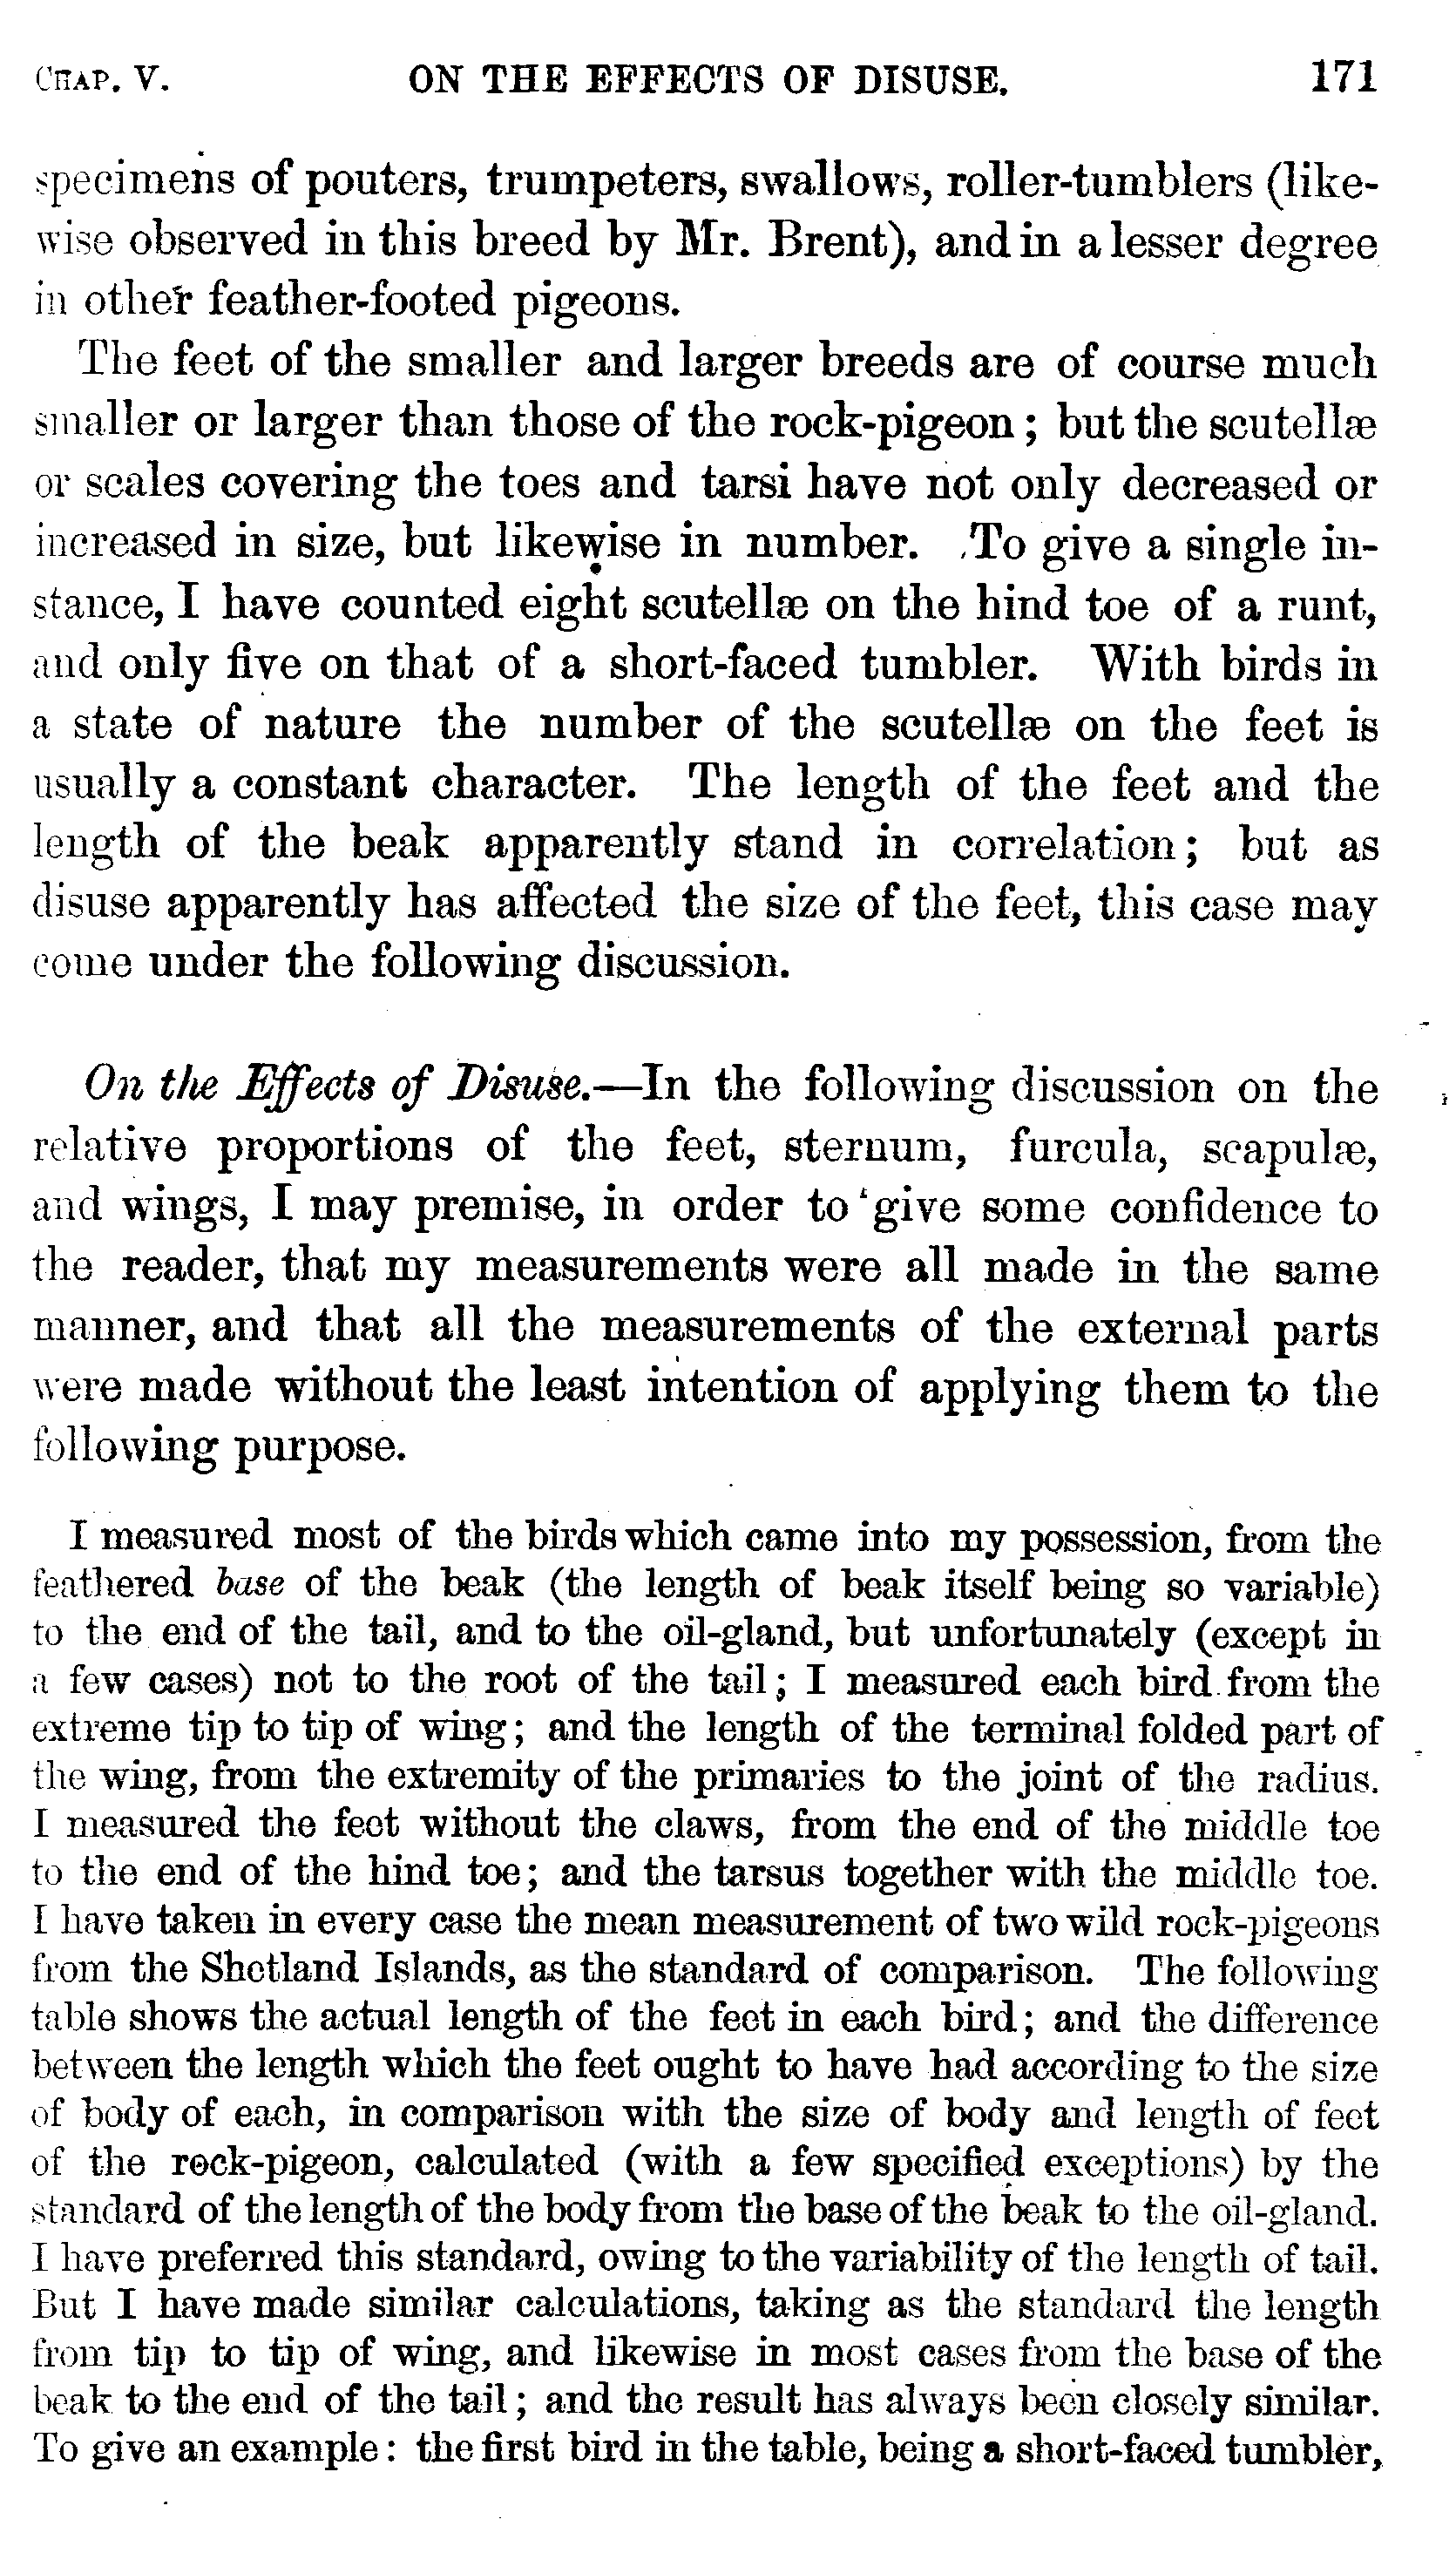 CHAP. V. ON THE EFFECTS OF DISUSE. 171
specimens of pouters, trumpeters, swallows, roller-tumblers (like-
wise observed in this breed by Mr. Brent), and in a lesser degree
in other feather-footed pigeons.
The feet of the smaller and larger breeds are of course much
smaller or larger than those of the rock-pigeon; but the scutellæ
or scales covering the toes and tarsi have not only decreased or
increased in size, but likewise in number. To give a single in-
stance, I have counted eight scutellæ on the hind toe of a runt,
and only five on that of a short-faced tumbler. With birds in
a state of nature the number of the scutellæ on the feet is
usually a constant character. The length of the feet and the
length of the beak apparently stand in correlation; but as
disuse apparently has affected the size of the feet, this case may
come under the following discussion.
On the Effects of Disuse.—In the following discussion on the
relative proportions of the feet, sternum, furcula, scapulæ,
and wings, I may premise, in order to give some confidence to
the reader, that my measurements were all made in the same
manner, and that all the measurements of the external parts
were made without the least intention of applying them to the
following purpose.
I measured most of the birds which came into my possession, from the
feathered base of the beak (the length of beak itself being so variable)
to the end of the tail, and to the oil-gland, but unfortunately (except in
a few cases) not to the root of the tail; I measured each bird from the
extreme tip to tip of wing; and the length of the terminal folded part of
the wing, from the extremity of the primaries to the joint of the radius.
I measured the feet without the claws, from the end of the middle toe
to the end of the hind toe; and the tarsus together with the middle toe.
I have taken in every case the mean measurement of two wild rock-pigeons
from the Shetland Islands, as the standard of comparison. The following
table shows the actual length of the feet in each bird; and the difference
between the length which the feet ought to have had according to the size
of body of each, in comparison with the size of body and length of feet
of the rock-pigeon, calculated (with a few specified exceptions) by the
standard of the length of the body from the base of the beak to the oil-gland.
I have preferred this standard, owing to the variability of the length of tail.
But I have made similar calculations, taking as the standard the length
from tip to tip of wing, and likewise in most cases from the base of the
beak to the end of the tail; and the result has always been closely similar.
To give an example: the first bird in the table, being a short-faced tumbler,